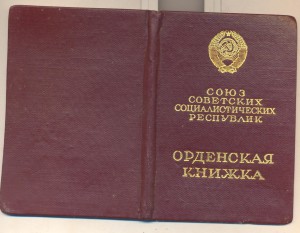 СОЮЗ
СОВЕТСКИХ
СОЦИАЛИСТИЧЕСКИХ
РЕСПУБЛИК
ОРДЕНСКАЯ
КНИЖКА